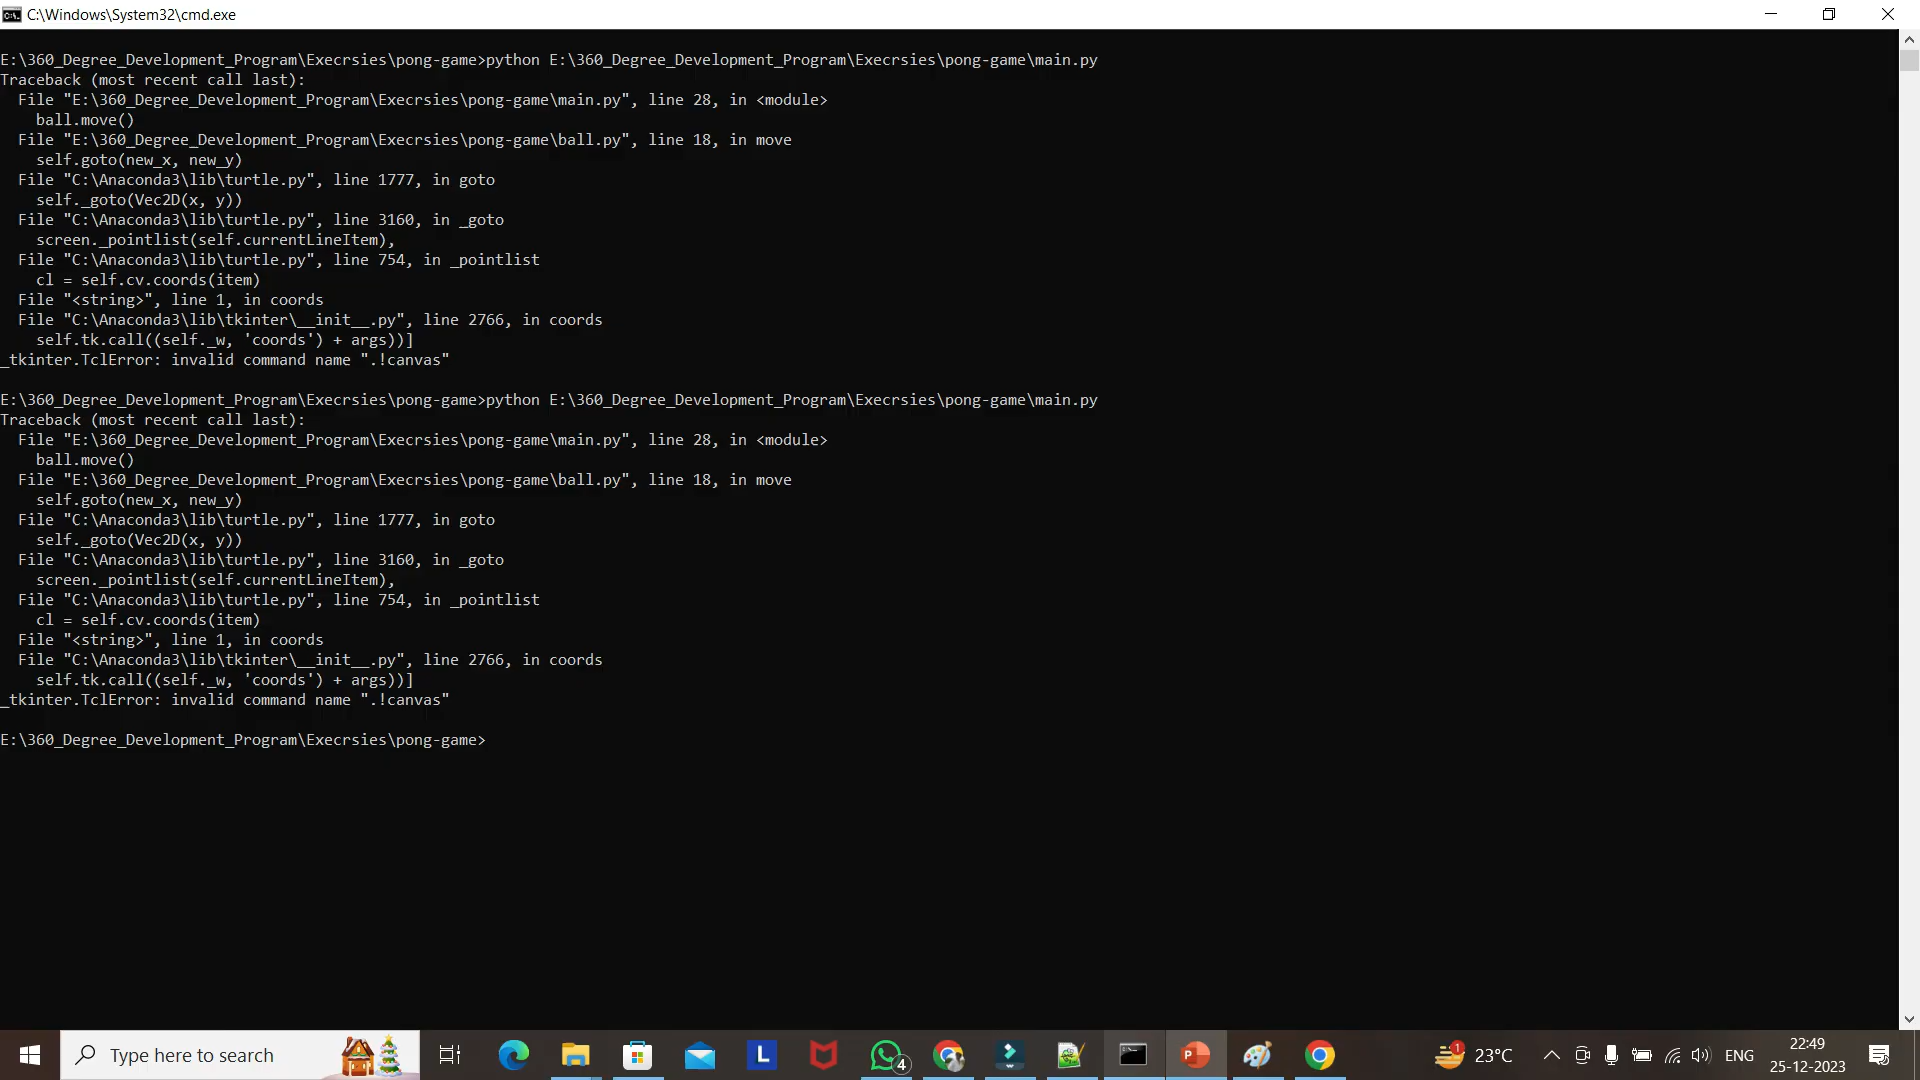 C:\Windows\System32\cmd.exe
E:\360_Degree_Development_Program\Execrsies\pong-game>python E:\360_Degree_Development_Program\Execrsies\pong-game\main.py
Traceback (most recent call last):
  File "E:\360_Degree_Development_Program\Execrsies\pong-game\main.py", line 28, in <module>
    ball.move()
  File "E:\360_Degree_Development_Program\Execrsies\pong-game\ball.py", line 18, in move
    self.goto(new_x, new_y)
  File "C:\Anaconda3\lib\turtle.py", line 1777, in goto
    self._goto(Vec2D(x, y))
  File "C:\Anaconda3\lib\turtle.py", line 3160, in _goto
    screen._pointlist(self.currentLineItem),
  File "C:\Anaconda3\lib\turtle.py", line 754, in _pointlist
    cl = self.cv.coords(item)
  File "<string>", line 1, in coords
  File "C:\Anaconda3\lib\tkinter\__init__.py", line 2766, in coords
    self.tk.call((self._w, 'coords') + args))]
_tkinter.TclError: invalid command name ".!canvas"
E:\360_Degree_Development_Program\Execrsies\pong-game>python E:\360_Degree_Development_Program\Execrsies\pong-game\main.py
Traceback (most recent call last):
  File "E:\360_Degree_Development_Program\Execrsies\pong-game\main.py", line 28, in <module>
    ball.move()
  File "E:\360_Degree_Development_Program\Execrsies\pong-game\ball.py", line 18, in move
    self.goto(new_x, new_y)
  File "C:\Anaconda3\lib\turtle.py", line 1777, in goto
    self._goto(Vec2D(x, y))
  File "C:\Anaconda3\lib\turtle.py", line 3160, in _goto
    screen._pointlist(self.currentLineItem),
  File "C:\Anaconda3\lib\turtle.py", line 754, in _pointlist
    cl = self.cv.coords(item)
  File "<string>", line 1, in coords
  File "C:\Anaconda3\lib\tkinter\__init__.py", line 2766, in coords
    self.tk.call((self._w, 'coords') + args))]
_tkinter.TclError: invalid command name ".!canvas"
E:\360_Degree_Development_Program\Execrsies\pong-game>
Type here to search
L
4
W
P
1
23°C
ENG
22:49
25-12-2023